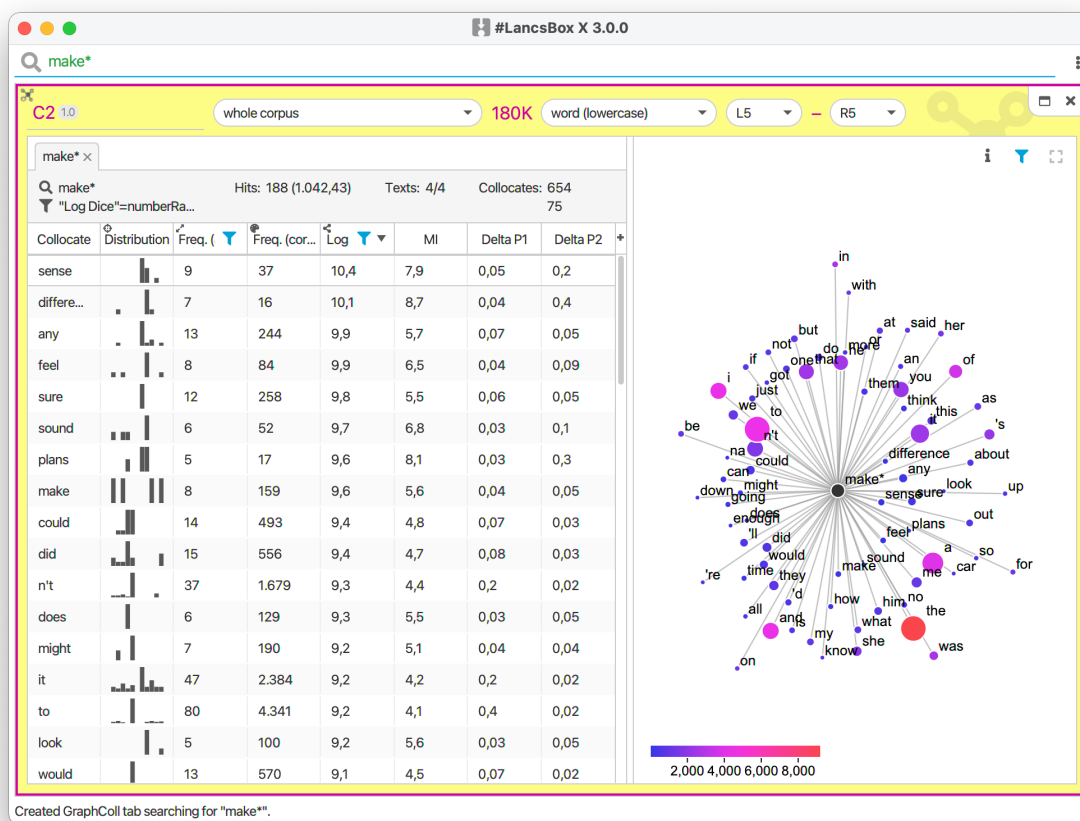 #LancsBox X 3.0.0
make*
C2 1.0 whole corpus 180K word (lowercase) L5 – R5
make* ×
make* Hits: 188 (1.042,43) Texts: 4/4 Collocates: 654
"Log Dice"=numberRa... 75
Collocate Distribution Freq. ( Freq. (cor... Log MI Delta P1 Delta P2 +
sense 9 37 10,4 7,9 0,05 0,2
differe... 7 16 10,1 8,7 0,04 0,4
any 13 244 9,9 5,7 0,07 0,05
feel 8 84 9,9 6,5 0,04 0,09
sure 12 258 9,8 5,5 0,06 0,05
sound 6 52 9,7 6,8 0,03 0,1
plans 5 17 9,6 8,1 0,03 0,3
make 8 159 9,6 5,6 0,04 0,05
could 14 493 9,4 4,8 0,07 0,03
did 15 556 9,4 4,7 0,08 0,03
n't 37 1.679 9,3 4,4 0,2 0,02
does 6 129 9,3 5,5 0,03 0,05
might 7 190 9,2 5,1 0,04 0,04
it 47 2.384 9,2 4,2 0,2 0,02
to 80 4.341 9,2 4,1 0,4 0,02
look 5 100 9,2 5,6 0,03 0,05
would 13 570 9,1 4,5 0,07 0,02
in
with
but at said her
not do he more or
if one that an of
i got them you
just think as
we to it this
be n't 's
na could difference about
can any
down might make* look up
going sense sure
does out
enough plans
'll did feel
would sound a so
're time they make me car for
'd how him no
all and is what the
my she was
know
on
2,000 4,000 6,000 8,000
Created GraphColl tab searching for "make*".